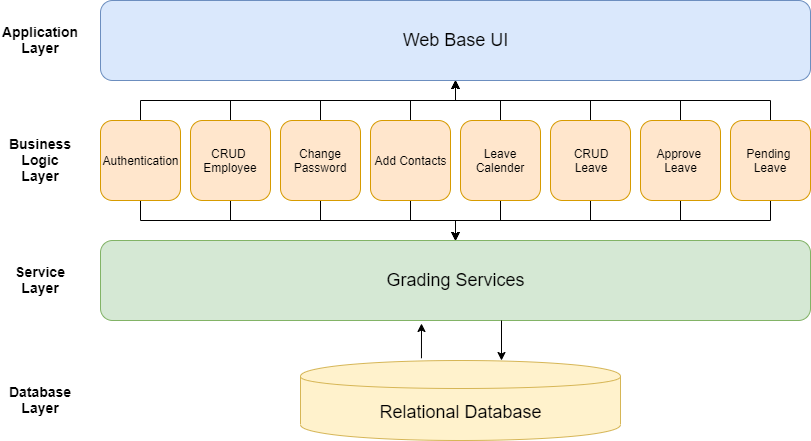 Application
Layer
Web Base UI
Business
Logic
Layer
Authentication
CRUD
Employee
Change
Password
Add Contacts
Leave
Calender
CRUD
Leave
Approve
Leave
Pending
Leave
Service
Layer
Grading Services
Database
Layer
Relational Database